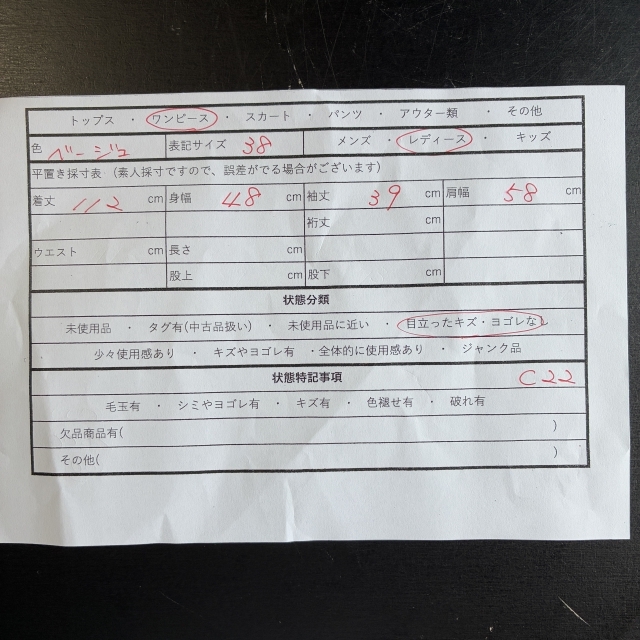 トップス ・ ワンピース ・ スカート ・ パンツ ・ アウター類 ・ その他
色 ベージュ 表記サイズ 38 メンズ ・ レディース ・ キッズ
平置き採寸表 (素人採寸ですので、誤差がでる場合がございます)
着丈 112 cm 身幅 48 cm 袖丈 39 cm 肩幅 58 cm
裄丈 cm
ウエスト cm 長さ cm
股上 cm 股下 cm
状態分類
未使用品 ・ タグ有(中古品扱い) ・ 未使用品に近い ・ 目立ったキズ・ヨゴレなし
少々使用感あり ・ キズやヨゴレ有 ・全体的に使用感あり ・ ジャンク品
状態特記事項 C22
毛玉有 ・ シミやヨゴレ有 ・ キズ有 ・ 色褪せ有 ・ 破れ有
欠品商品有( )
その他( )